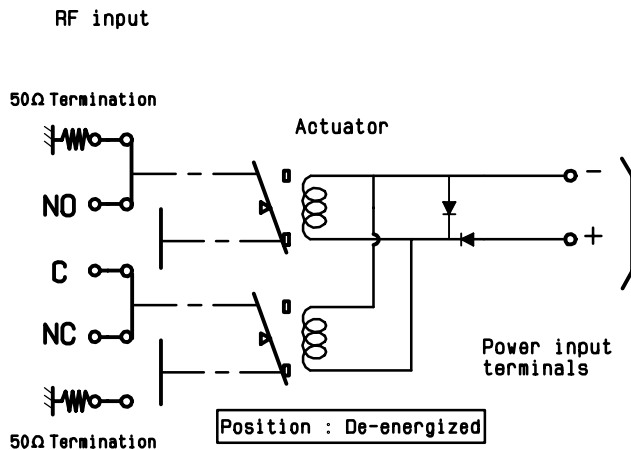 RF input
50Ω Termination
Actuator
−
NO
+
C
NC
Power input
terminals
Position : De-energized
50Ω Termination